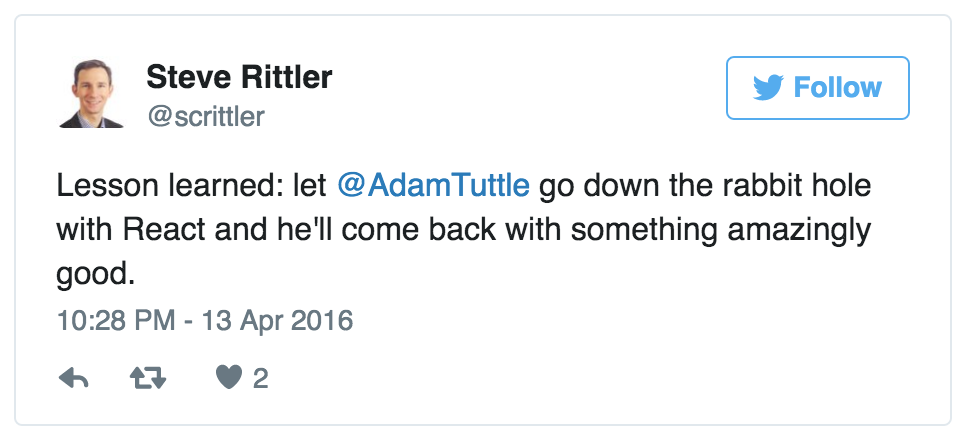 Steve Rittler
@scrittler
Follow
Lesson learned: let @AdamTuttle go down the rabbit hole
with React and he'll come back with something amazingly
good.
10:28 PM - 13 Apr 2016
2